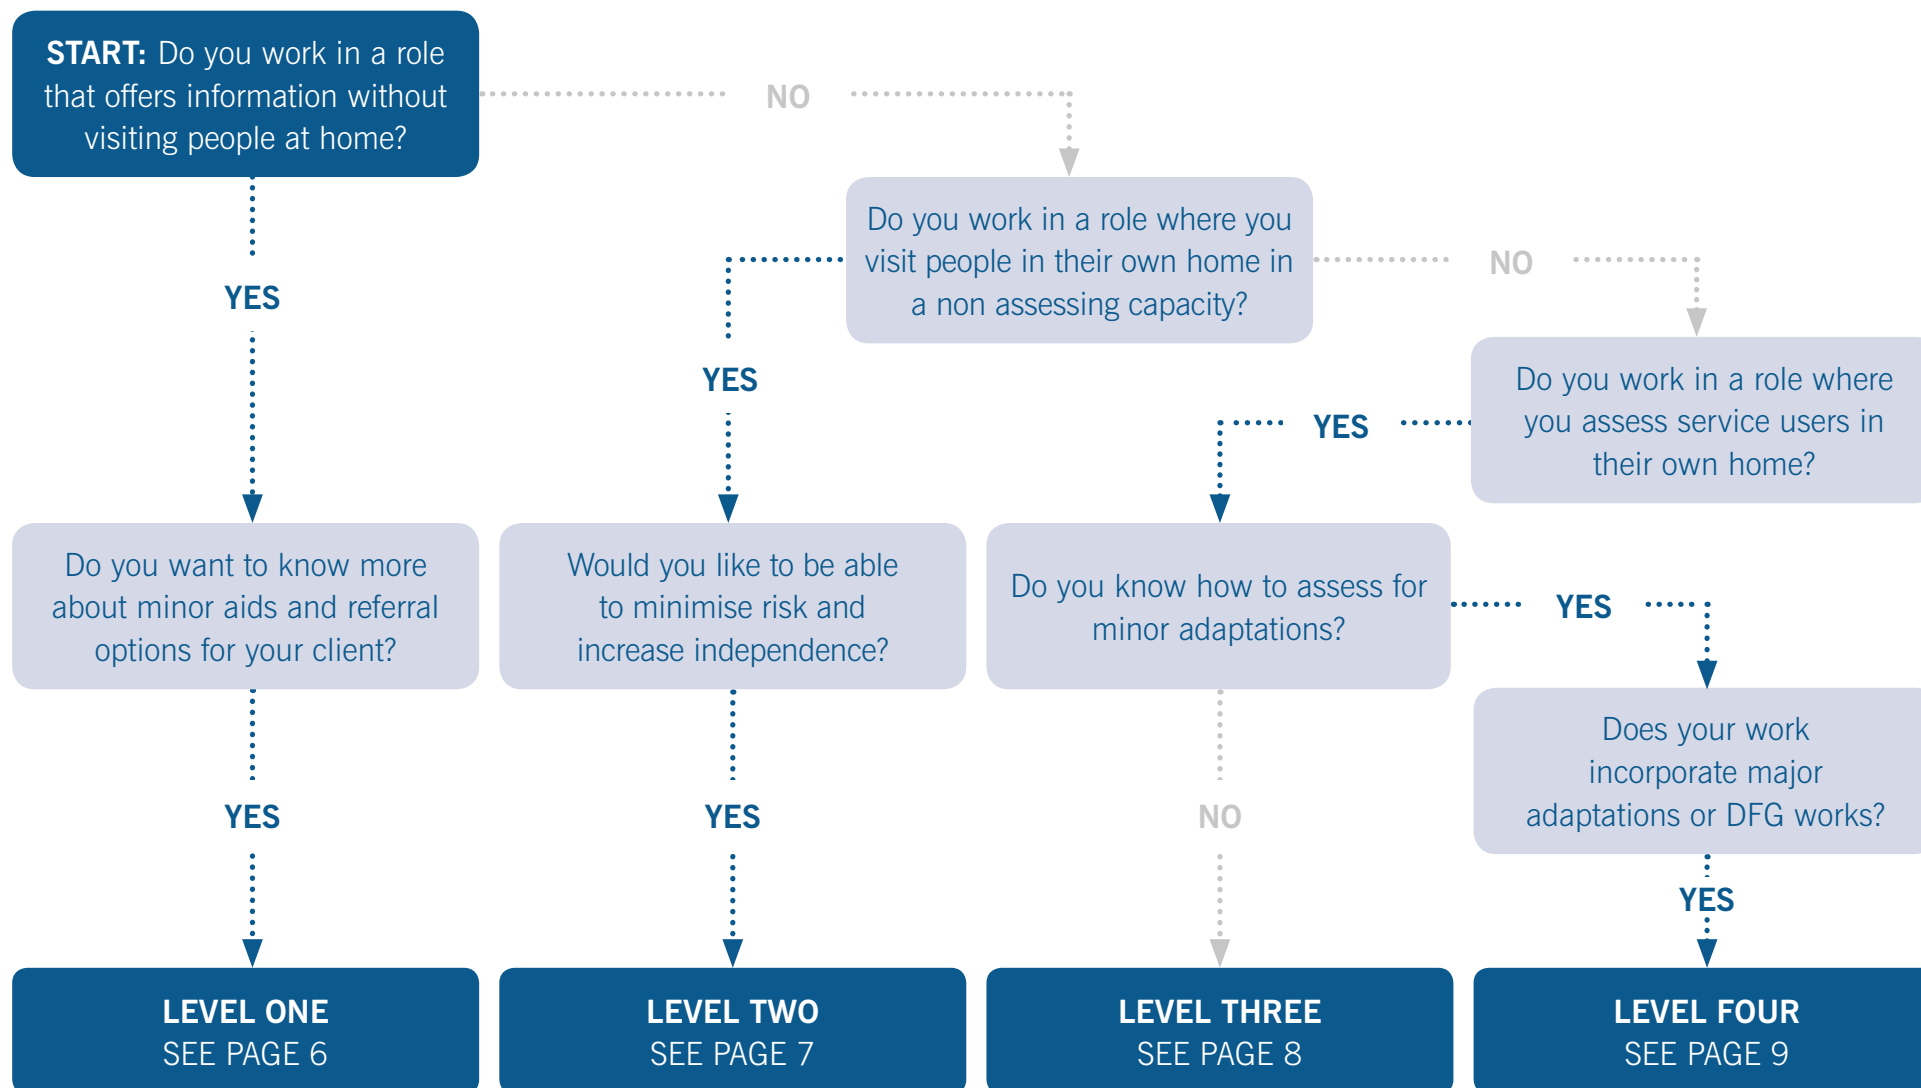 START: Do you work in a role
that offers information without
visiting people at home?
NO
Do you work in a role where you
visit people in their own home in
a non assessing capacity?
NO
YES
YES
Do you work in a role where
you assess service users in
their own home?
YES
Do you want to know more
about minor aids and referral
options for your client?
Would you like to be able
to minimise risk and
increase independence?
Do you know how to assess for
minor adaptations?
YES
Does your work
incorporate major
adaptations or DFG works?
YES
YES
NO
YES
LEVEL ONE
SEE PAGE 6
LEVEL TWO
SEE PAGE 7
LEVEL THREE
SEE PAGE 8
LEVEL FOUR
SEE PAGE 9